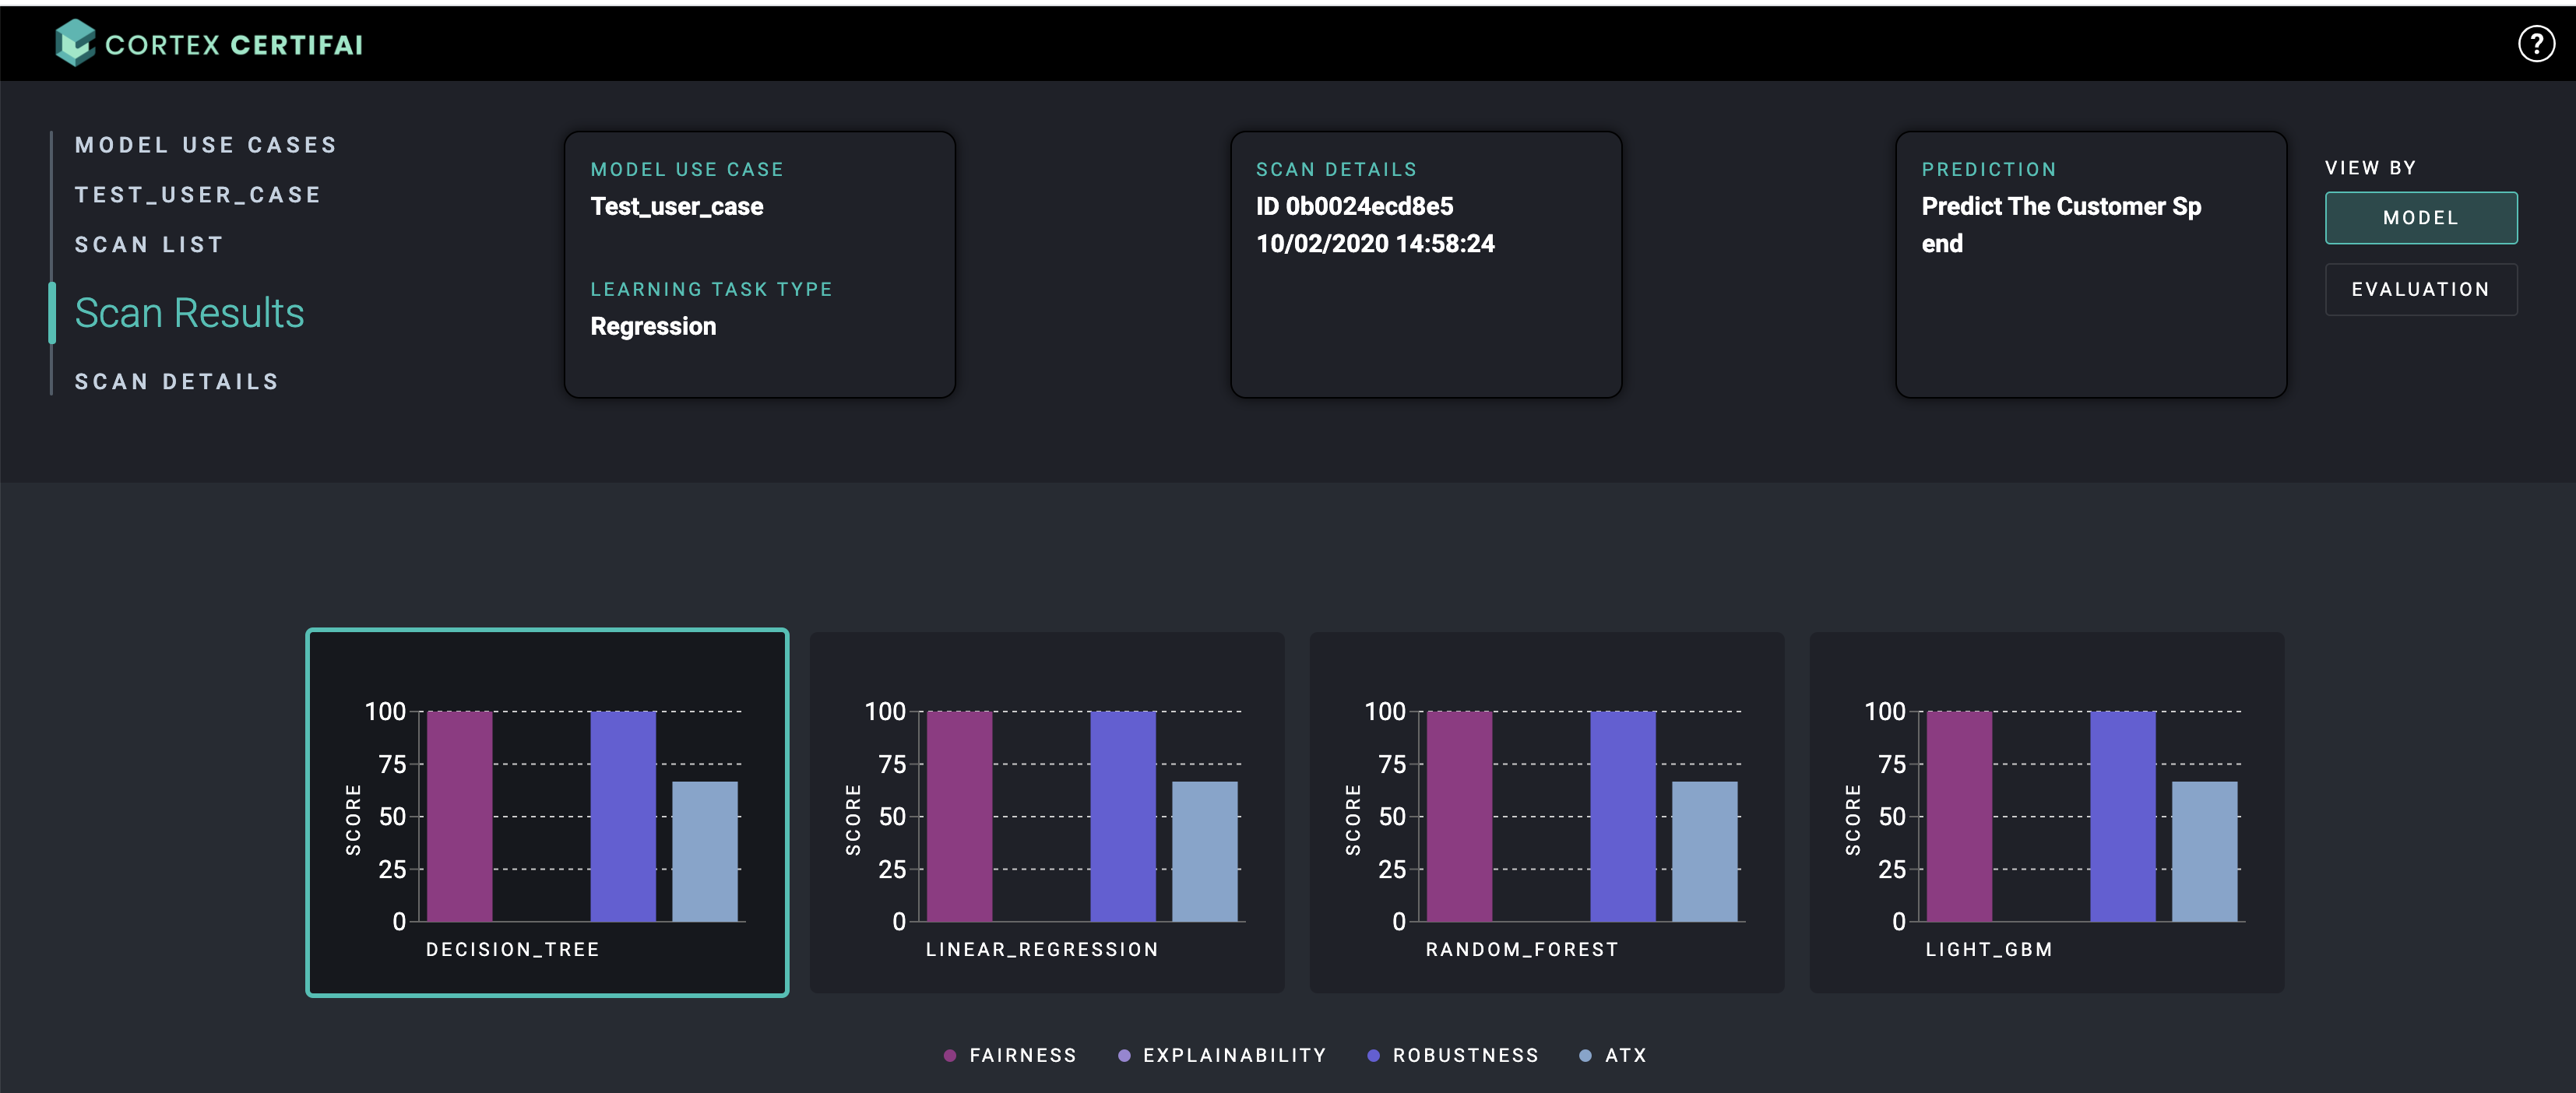 CORTEX CERTIFAI
?
MODEL USE CASES
TEST_USER_CASE
SCAN LIST
Scan Results
SCAN DETAILS
MODEL USE CASE
Test_user_case
LEARNING TASK TYPE
Regression
SCAN DETAILS
ID 0b0024ecd8e5
10/02/2020 14:58:24
PREDICTION
Predict The Customer Sp
end
VIEW BY
MODEL
EVALUATION
SCORE
100
75
50
25
0
DECISION_TREE
SCORE
100
75
50
25
0
LINEAR_REGRESSION
SCORE
100
75
50
25
0
RANDOM_FOREST
SCORE
100
75
50
25
0
LIGHT_GBM
FAIRNESS EXPLAINABILITY ROBUSTNESS ATX